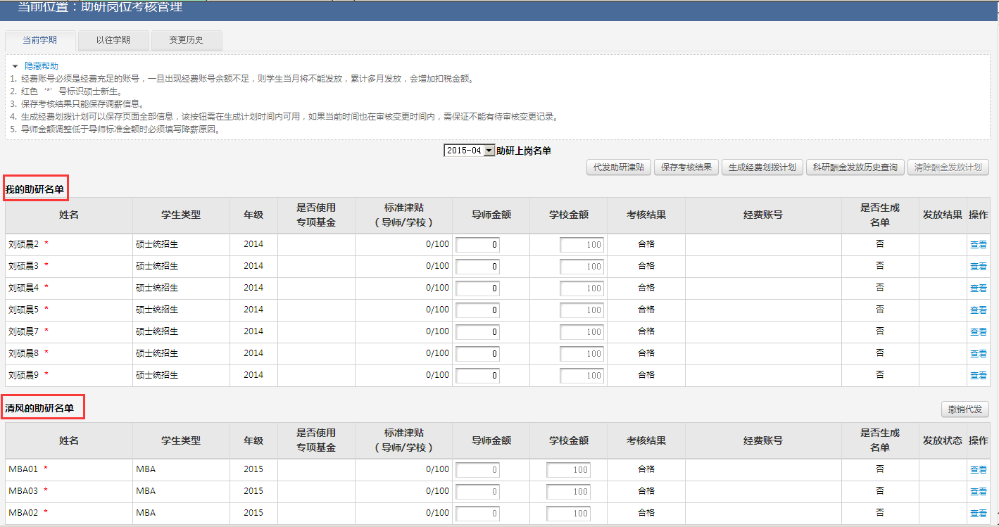 当前位置：助研岗位考核管理
当前学期 以往学期 变更历史
隐藏帮助
1. 经费账号必须是经费充足的账号，一旦出现经费账号余额不足，则学生当月将不能发放，累计多月发放，会增加扣税金额。
2. 红色 '*' 号标识硕士新生。
3. 保存考核结果只能保存调薪信息。
4. 生成经费划拨计划可以保存页面全部信息，该按钮需在生成计划时间内可用，如果当前时间也在审核变更时间内，需保证不能有待审核变更记录。
5. 导师金额调整低于导师标准金额时必须填写降薪原因。
2015-04 助研上岗名单
代发助研津贴 保存考核结果 生成经费划拨计划 科研酬金发放历史查询 清除酬金发放计划
我的助研名单
姓名 学生类型 年级 是否使用专项基金 标准津贴（导师/学校） 导师金额 学校金额 考核结果 经费账号 是否生成名单 发放结果 操作
刘硕晨2 * 硕士统招生 2014 0/100 0 100 合格 否 查看
刘硕晨3 * 硕士统招生 2014 0/100 0 100 合格 否 查看
刘硕晨4 * 硕士统招生 2014 0/100 0 100 合格 否 查看
刘硕晨5 * 硕士统招生 2014 0/100 0 100 合格 否 查看
刘硕晨7 * 硕士统招生 2014 0/100 0 100 合格 否 查看
刘硕晨8 * 硕士统招生 2014 0/100 0 100 合格 否 查看
刘硕晨9 * 硕士统招生 2014 0/100 0 100 合格 否 查看
清风的助研名单 撤销代发
姓名 学生类型 年级 是否使用专项基金 标准津贴（导师/学校） 导师金额 学校金额 考核结果 经费账号 是否生成名单 发放状态 操作
MBA01 * MBA 2015 0/100 0 100 合格 否 查看
MBA03 * MBA 2015 0/100 0 100 合格 否 查看
MBA02 * MBA 2015 0/100 0 100 合格 否 查看